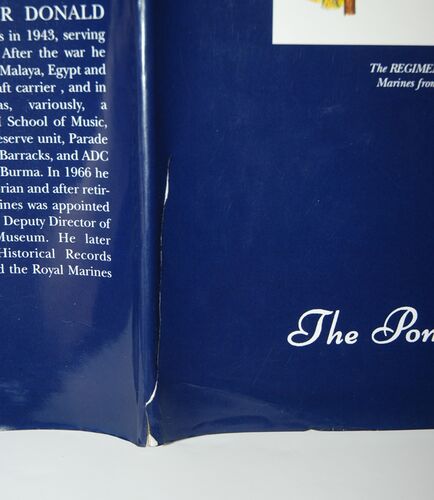 R DONALD
s in 1943, serving
After the war he
Malaya, Egypt and
aft carrier , and in
as, variously, a
School of Music,
eserve unit, Parade
Barracks, and ADC
Burma. In 1966 he
rian and after retir-
ines was appointed
Deputy Director of
Museum. He later
Historical Records
d the Royal Marines
The REGIME
Marines from
The Pom